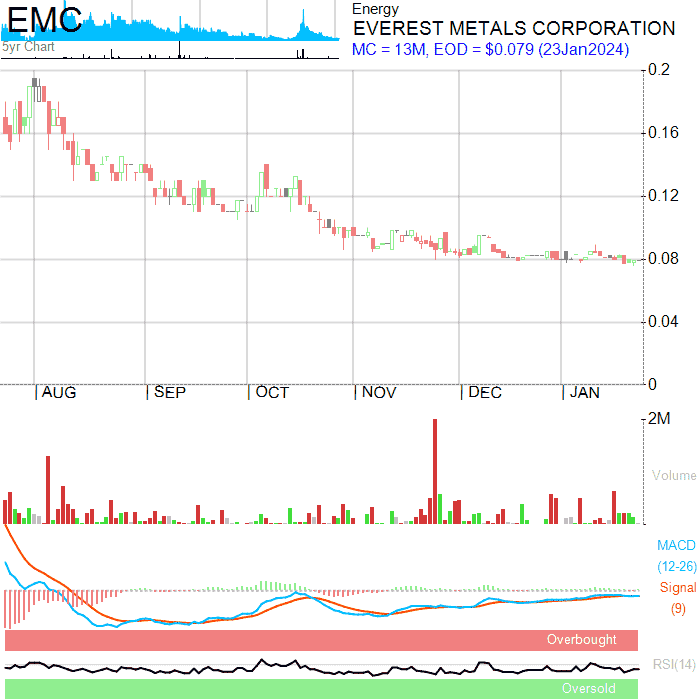 EMC
5yr Chart
Energy
EVEREST METALS CORPORATION
MC = 13M, EOD = $0.079 (23Jan2024)
0.2
0.16
0.12
0.08
0.04
0
AUG SEP OCT NOV DEC JAN
2M
Volume
MACD
(12-26)
Signal
(9)
Overbought
RSI(14)
Oversold